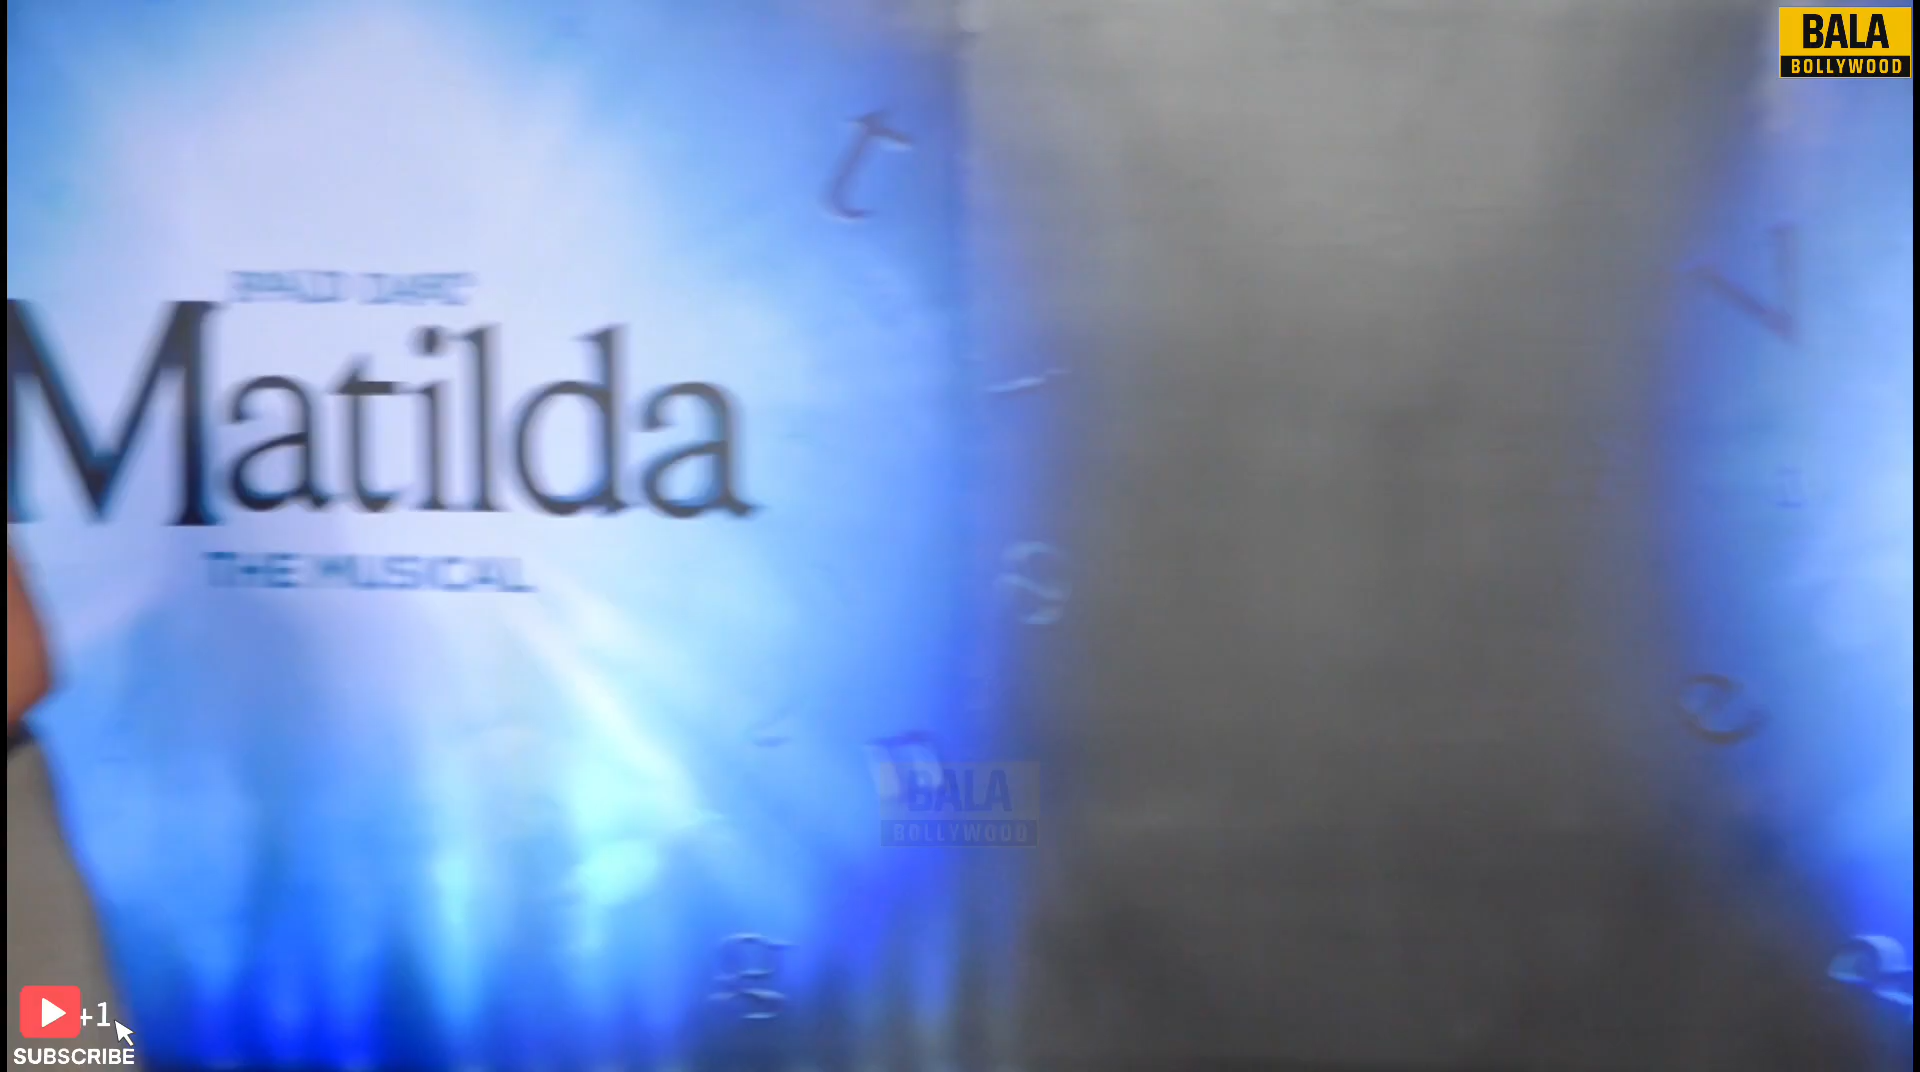 BALA
BOLLYWOOD
t
Matilda
THE MUSICAL
s
e
BALA
BOLLYWOOD
g
+1
SUBSCRIBE